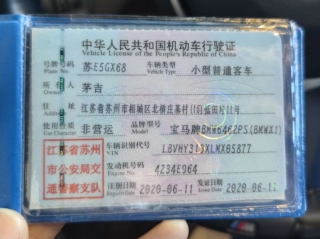 中华人民共和国机动车行驶证
Vehicle License of the People's Republic of China
号牌号码 Plate No. 苏E5GX68 车辆类型 Vehicle Type 小型普通客车
所有人 Owner 茅吉
住址 Address 江苏省苏州市相城区北桥庄基村
使用性质 Use Character 非营运 品牌型号 Model 宝马牌BMW6462PS(BMWX1)
江苏省苏州市公安局交通警察支队
车辆识别代号 VIN
发动机号码 Engine No. 4234E964
注册日期 Register Date 2020-06-11 发证日期 Issue Date 2020-06-11